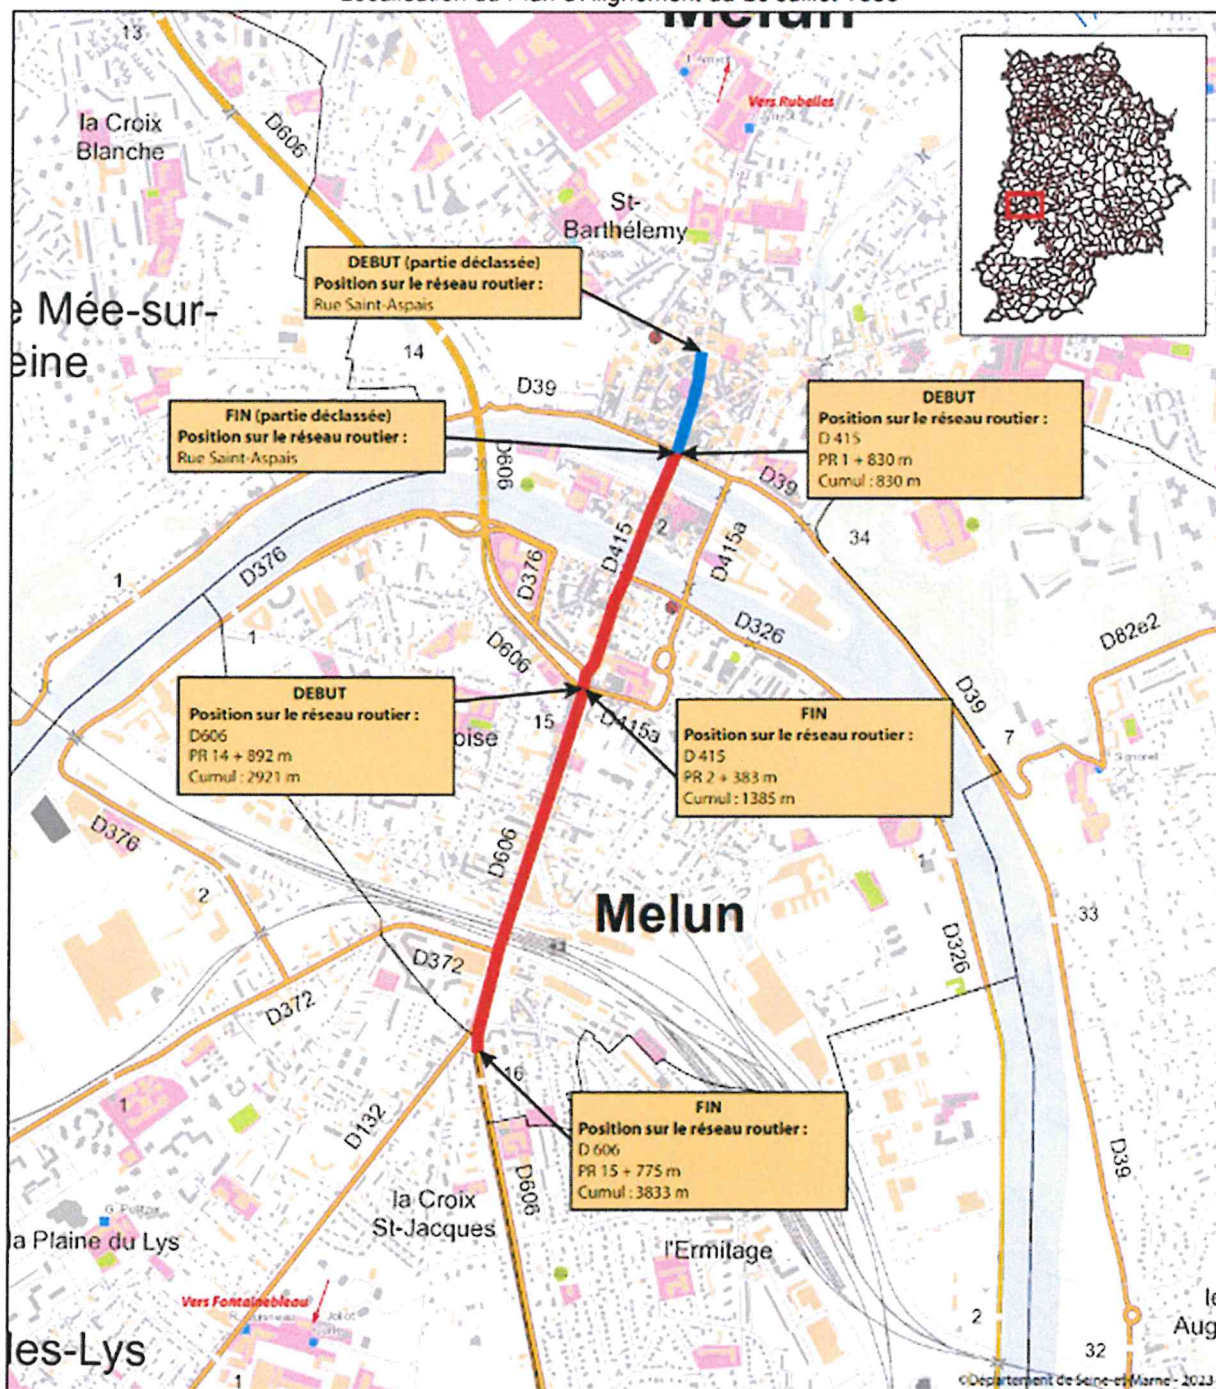 Melun
13
la Croix
Blanche
D606
Vers Rubelles
St-
Barthélemy
DEBUT (partie déclassée)
Position sur le réseau routier :
Rue Saint-Aspais
Mée-sur-
eine
14
D39
FIN (partie déclassée)
Position sur le réseau routier :
Rue Saint-Aspais
DEBUT
Position sur le réseau routier :
D 415
PR 1 + 830 m
Cumul : 830 m
D606
D39
2
D415
D415a
34
D376
D376
1
1
D326
D82e2
D606
D39
DEBUT
Position sur le réseau routier :
D606
PR 14 + 892 m
Cumul : 2921 m
15
D415a
oise
FIN
Position sur le réseau routier :
D 415
PR 2 + 383 m
Cumul : 1385 m
7
D376
D606
2
Melun
33
D372
D326
D372
16
1
D132
FIN
Position sur le réseau routier :
D 606
PR 15 + 775 m
Cumul : 3833 m
D606
D39
la Croix
St-Jacques
la Plaine du Lys
l'Ermitage
Vers Fontainebleau
les-Lys
1
2
32
Aug
©Département de Seine-et-Marne - 2023